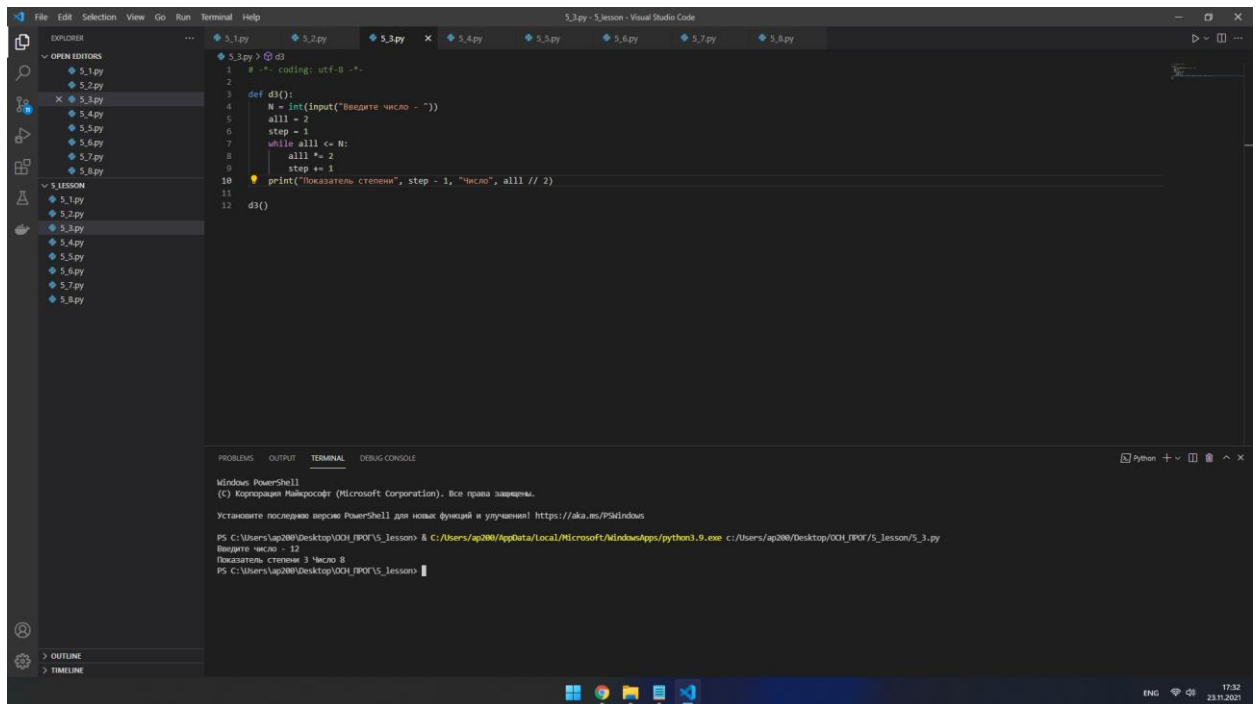 File Edit Selection View Go Run Terminal Help
5_3.py - 5_lesson - Visual Studio Code
EXPLORER
5_1.py 5_2.py 5_3.py 5_4.py 5_5.py 5_6.py 5_7.py 5_8.py
OPEN EDITORS
5_1.py
5_2.py
5_3.py
5_4.py
5_5.py
5_6.py
5_7.py
5_8.py
5_LESSON
5_1.py
5_2.py
5_3.py
5_4.py
5_5.py
5_6.py
5_7.py
5_8.py
OUTLINE
TIMELINE
5_3.py > d3
1 # -*- coding: utf-8 -*-
2
3 def d3():
4 N = int(input("Введите число - "))
5 alll = 2
6 step = 1
7 while alll <= N:
8 alll *= 2
9 step += 1
10 print("Показатель степени", step - 1, "Число", alll // 2)
11
12 d3()
PROBLEMS OUTPUT TERMINAL DEBUG CONSOLE
Python
Windows PowerShell
(C) Корпорация Майкрософт (Microsoft Corporation). Все права защищены.
Установите последнюю версию PowerShell для новых функций и улучшения! https://aka.ms/PSWindows
PS C:\Users\ap200\Desktop\ОСН_ПРОГ\5_lesson> & C:/Users/ap200/AppData/Local/Microsoft/WindowsApps/python3.9.exe c:/Users/ap200/Desktop/ОСН_ПРОГ/5_lesson/5_3.py
Введите число - 12
Показатель степени 3 Число 8
PS C:\Users\ap200\Desktop\ОСН_ПРОГ\5_lesson>
ENG
17:32
23.11.2021